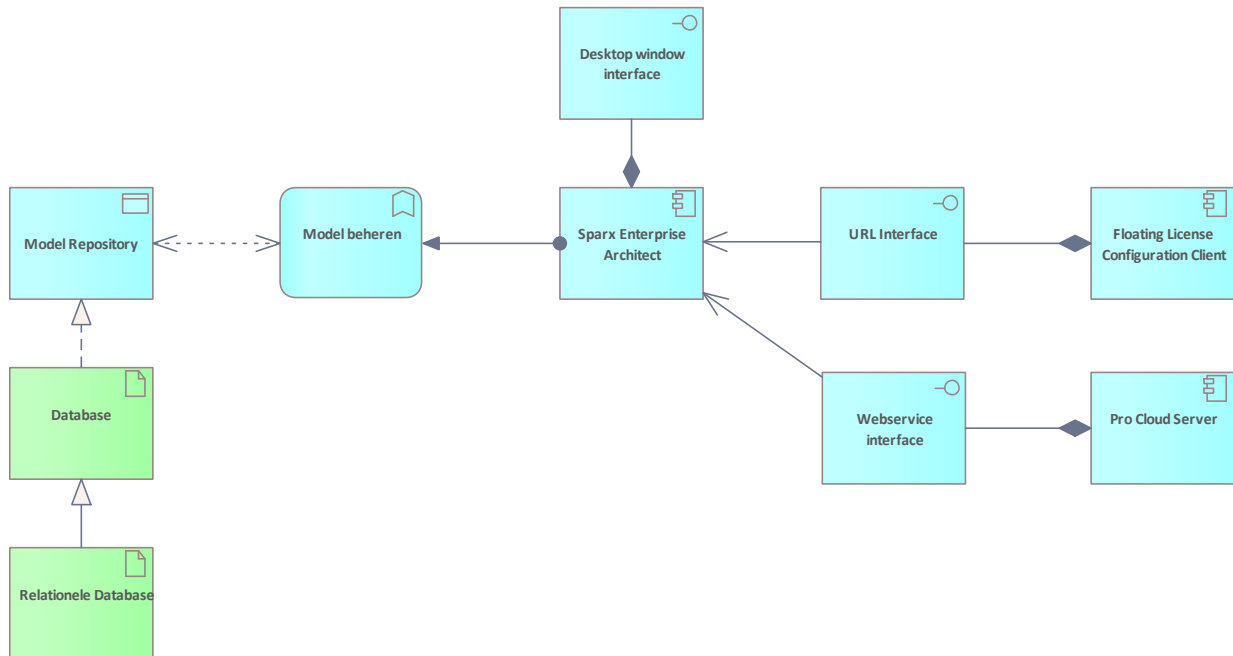 Desktop window
interface
Model Repository
Model beheren
Sparx Enterprise
Architect
URL Interface
Floating License
Configuration Client
Database
Webservice
interface
Pro Cloud Server
Relationele Database